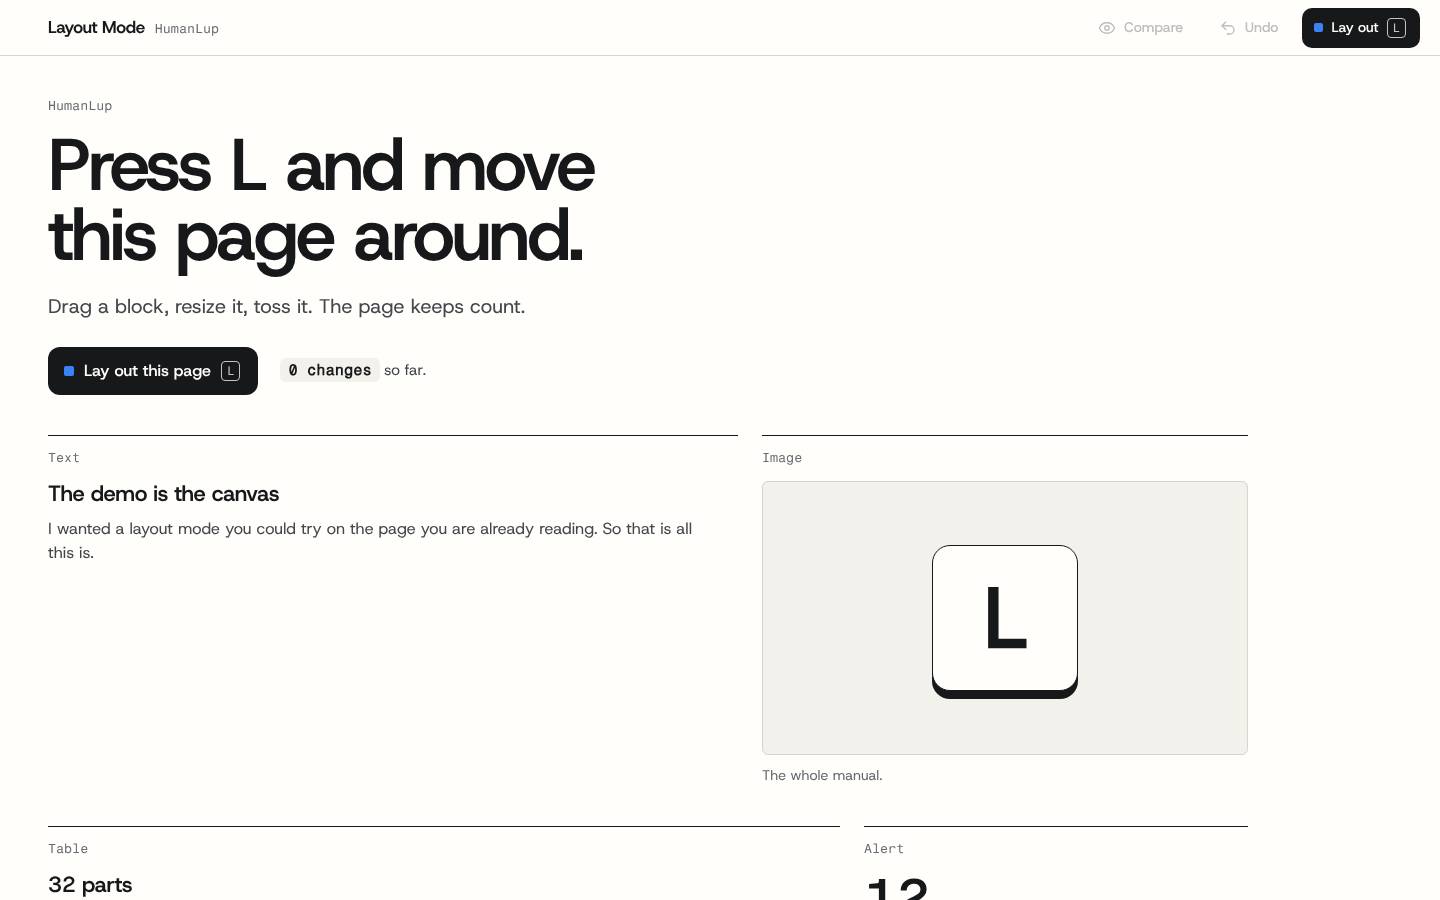 Layout Mode HumanLup
Compare
Undo
Lay out L
HumanLup
Press L and move
this page around.
Drag a block, resize it, toss it. The page keeps count.
Lay out this page L
0 changes so far.
Text
The demo is the canvas
I wanted a layout mode you could try on the page you are already reading. So that is all
this is.
Image
L
The whole manual.
Table
32 parts
Alert
12